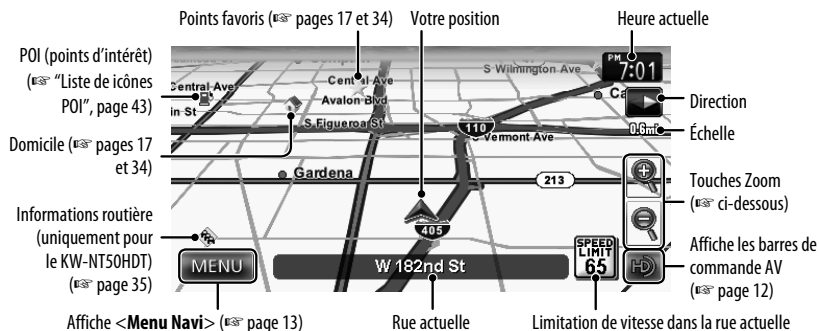 Points favoris (☞ pages 17 et 34)
Votre position
Heure actuelle
POI (points d’intérêt)
(☞ “Liste de icônes
POI”, page 43)
Domicile (☞ pages 17
et 34)
Informations routière
(uniquement pour
le KW-NT50HDT)
(☞ page 35)
Central Ave
in St
Central Ave
Avalon Blvd
S Figueroa St
S Wilmington Ave
PM
7:01
Ca
0.6mi
110
S Vermont Ave
Gardena
213
405
MENU
W 182nd St
SPEED
LIMIT
65
HD
Direction
Échelle
Touches Zoom
(☞ ci-dessous)
Affiche les barres de
commande AV
(☞ page 12)
Affiche <Menu Navi> (☞ page 13)
Rue actuelle
Limitation de vitesse dans la rue actuelle